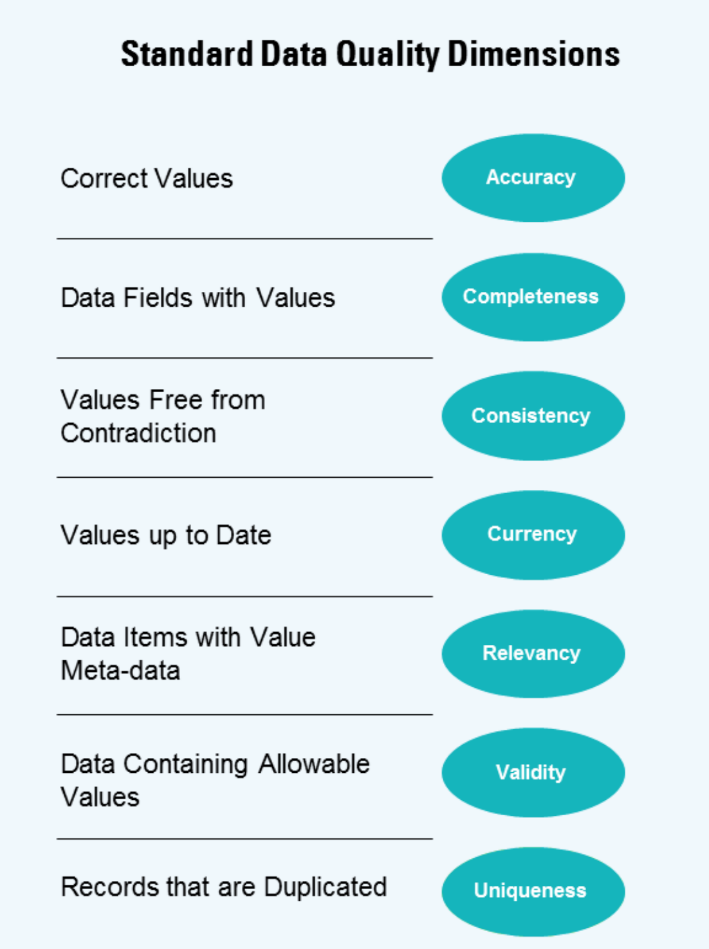 Standard Data Quality Dimensions
Correct Values
Accuracy
Data Fields with Values
Completeness
Values Free from
Contradiction
Consistency
Values up to Date
Currency
Data Items with Value
Meta-data
Relevancy
Data Containing Allowable
Values
Validity
Records that are Duplicated
Uniqueness